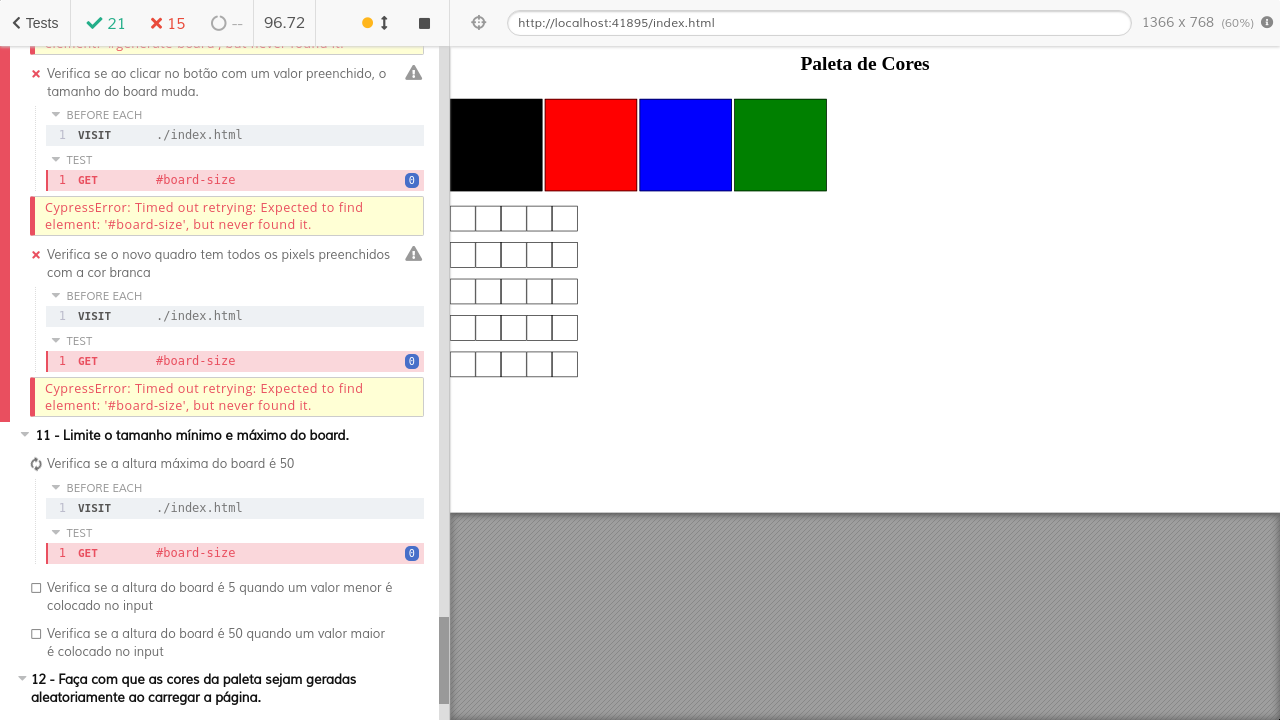 Tests
21
15
--
96.72
http://localhost:41895/index.html
1366 x 768 (60%)
element: '#generate-board', but never found it.
Verifica se ao clicar no botão com um valor preenchido, o
tamanho do board muda.
BEFORE EACH
1 VISIT ./index.html
TEST
1 GET #board-size 0
CypressError: Timed out retrying: Expected to find
element: '#board-size', but never found it.
Verifica se o novo quadro tem todos os pixels preenchidos
com a cor branca
BEFORE EACH
1 VISIT ./index.html
TEST
1 GET #board-size 0
CypressError: Timed out retrying: Expected to find
element: '#board-size', but never found it.
11 - Limite o tamanho mínimo e máximo do board.
Verifica se a altura máxima do board é 50
BEFORE EACH
1 VISIT ./index.html
TEST
1 GET #board-size 0
Verifica se a altura do board é 5 quando um valor menor é
colocado no input
Verifica se a altura do board é 50 quando um valor maior
é colocado no input
12 - Faça com que as cores da paleta sejam geradas
aleatoriamente ao carregar a página.
Paleta de Cores